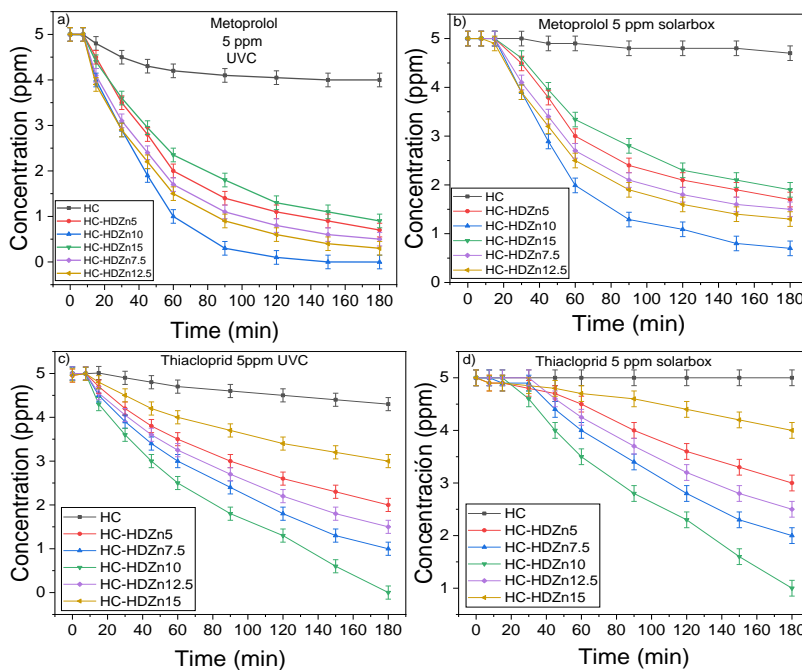 a)
Metoprolol
5 ppm
UVC
Concentration (ppm)
5
4
3
2
1
0
HC
HC-HDZn5
HC-HDZn10
HC-HDZn15
HC-HDZn7.5
HC-HDZn12.5
0 20 40 60 80 100 120 140 160 180
Time (min)
b)
Metoprolol 5 ppm solarbox
Concentration (ppm)
5
4
3
2
1
0
HC
HC-HDZn5
HC-HDZn10
HC-HDZn15
HC-HDZn7.5
HC-HDZn12.5
0 20 40 60 80 100 120 140 160 180
Time (min)
c)
Thiacloprid 5ppm UVC
Concentration (ppm)
5
4
3
2
1
0
HC
HC-HDZn5
HC-HDZn7.5
HC-HDZn10
HC-HDZn12.5
HC-HDZn15
0 20 40 60 80 100 120 140 160 180
Time (min)
d)
Thiacloprid 5 ppm solarbox
Concentración (ppm)
5
4
3
2
1
HC
HC-HDZn5
HC-HDZn7.5
HC-HDZn10
HC-HDZn12.5
HC-HDZn15
0 20 40 60 80 100 120 140 160 180
Time (min)